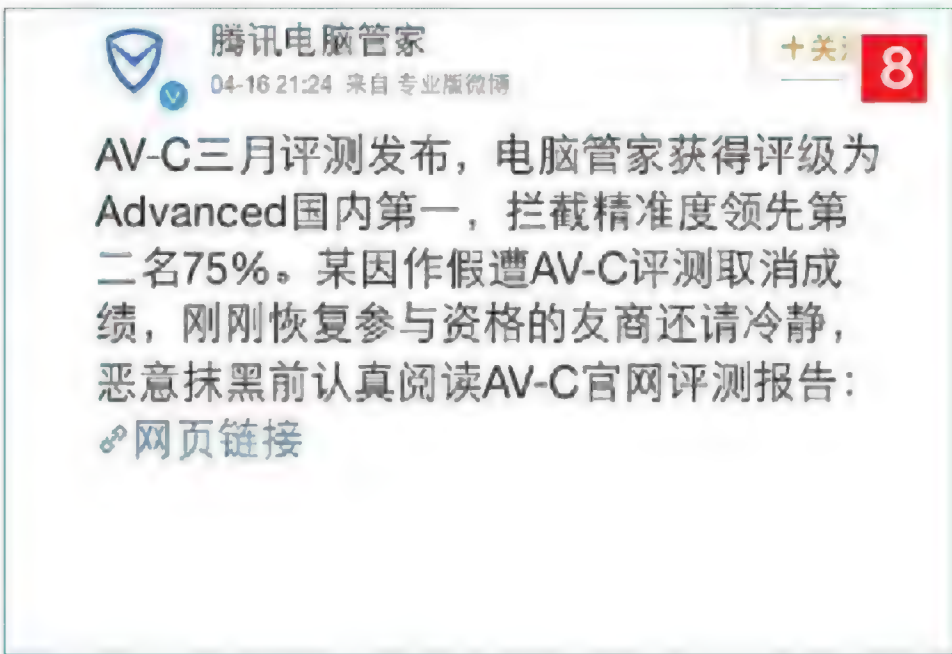 腾讯电脑管家
04-16 21:24 来自 专业版微博
+关
8
AV-C三月评测发布，电脑管家获得评级为
Advanced国内第一，拦截精准度领先第
二名75%。某因作假遭AV-C评测取消成
绩，刚刚恢复参与资格的友商还请冷静，
恶意抹黑前认真阅读AV-C官网评测报告：
网页链接